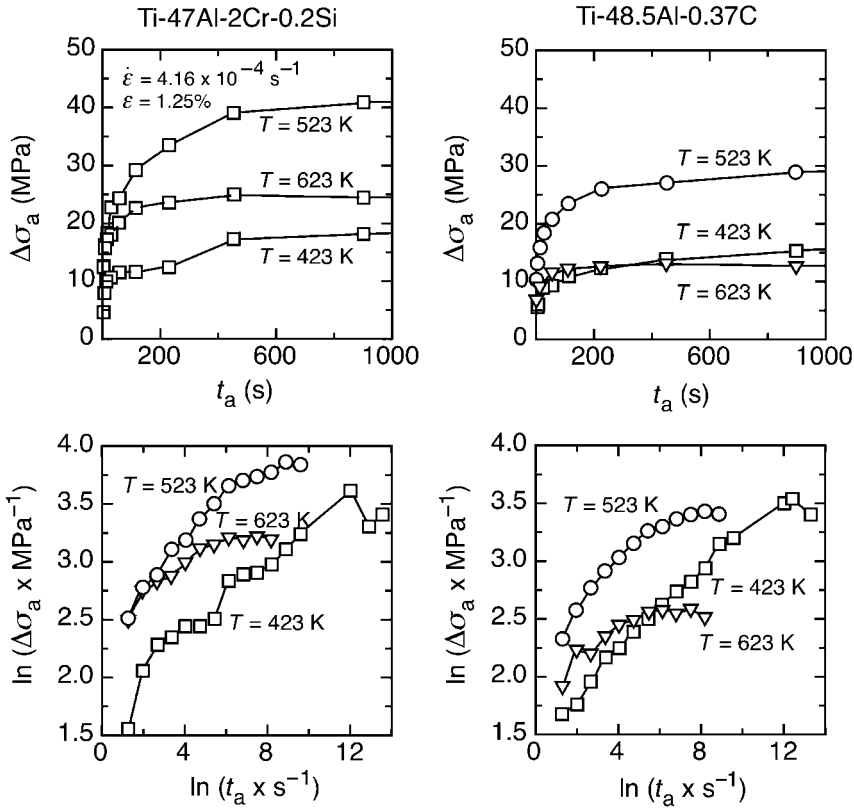 Ti-47Al-2Cr-0.2Si
50
40
30
20
10
0
Δσa (MPa)
ε̇ = 4.16 x 10⁻⁴ s⁻¹
ε = 1.25%
T = 523 K
T = 623 K
T = 423 K
200
600
1000
ta (s)
Ti-48.5Al-0.37C
50
40
30
20
10
0
Δσa (MPa)
T = 523 K
T = 423 K
T = 623 K
200
600
1000
ta (s)
4.0
3.5
3.0
2.5
2.0
1.5
ln (Δσa x MPa⁻¹)
T = 523 K
T = 623 K
T = 423 K
0
4
8
12
ln (ta x s⁻¹)
4.0
3.5
3.0
2.5
2.0
1.5
ln (Δσa x MPa⁻¹)
T = 523 K
T = 423 K
T = 623 K
0
4
8
12
ln (ta x s⁻¹)